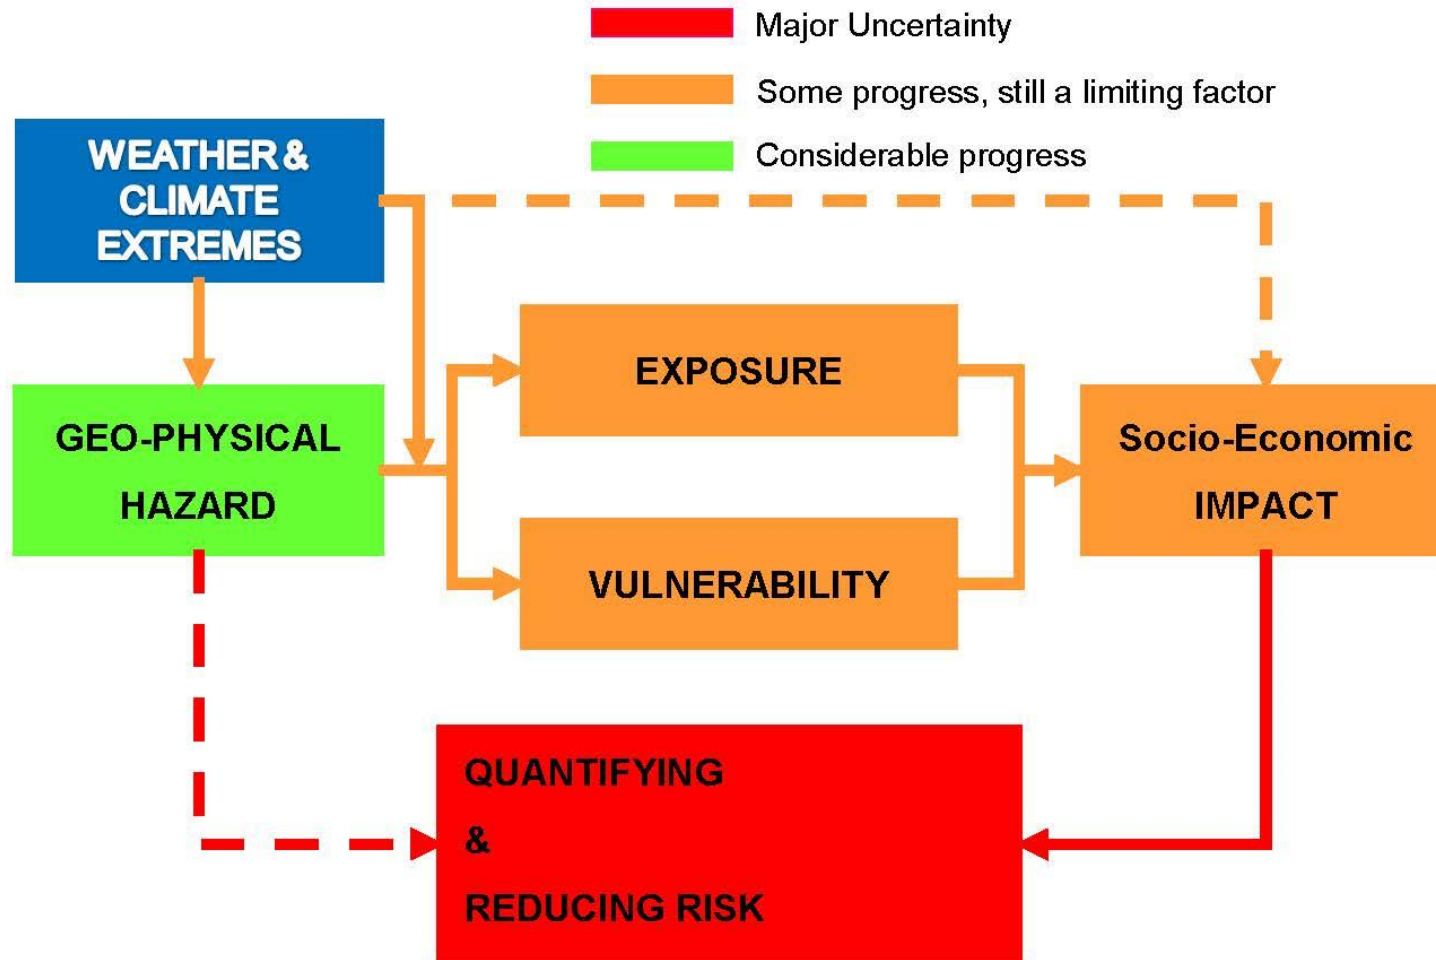 Major Uncertainty
Some progress, still a limiting factor
Considerable progress
WEATHER &
CLIMATE
EXTREMES
GEO-PHYSICAL
HAZARD
EXPOSURE
VULNERABILITY
Socio-Economic
IMPACT
QUANTIFYING
&
REDUCING RISK